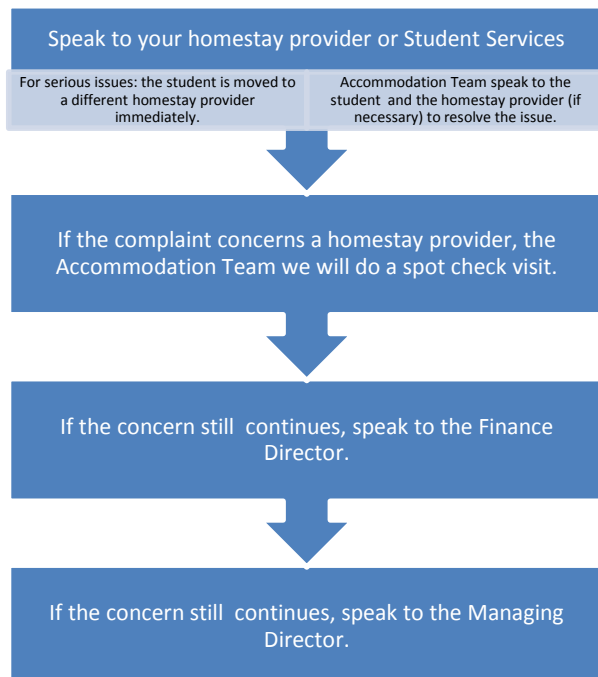 Speak to your homestay provider or Student Services
For serious issues: the student is moved to
a different homestay provider
immediately.
Accommodation Team speak to the
student and the homestay provider (if
necessary) to resolve the issue.
If the complaint concerns a homestay provider, the
Accommodation Team we will do a spot check visit.
If the concern still continues, speak to the Finance
Director.
If the concern still continues, speak to the Managing
Director.